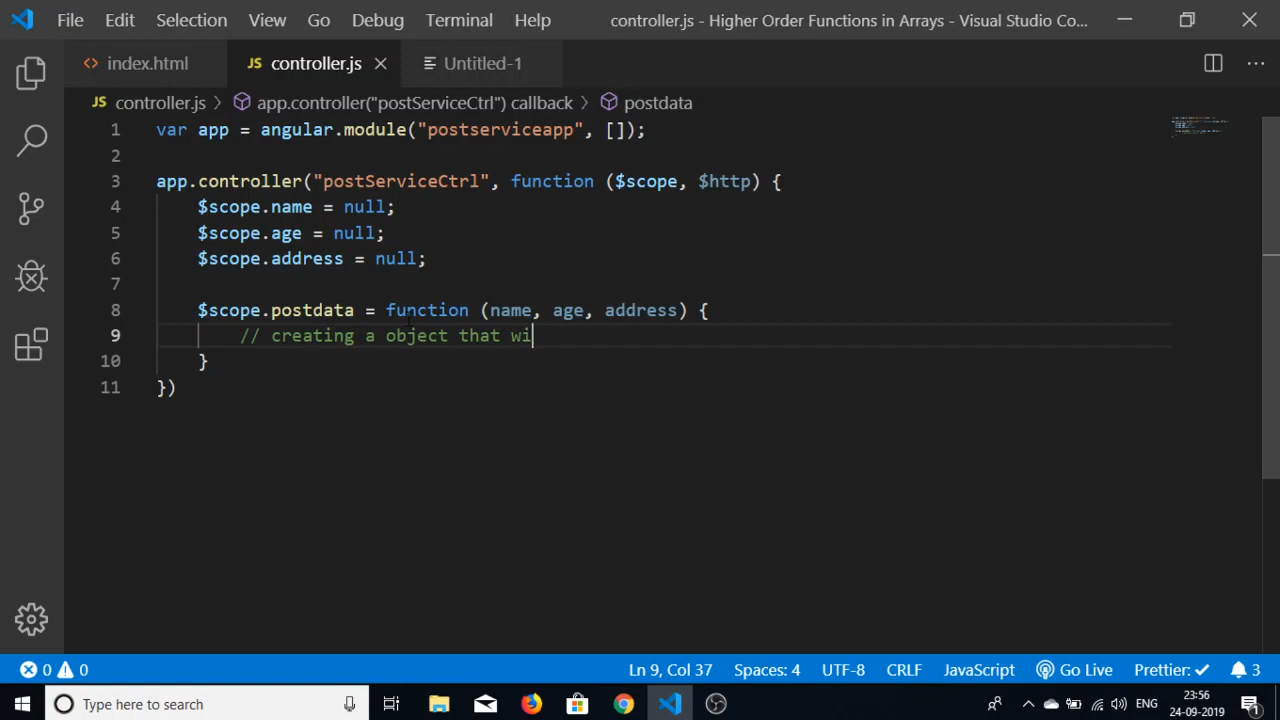 File Edit Selection View Go Debug Terminal Help controller.js - Higher Order Functions in Arrays - Visual Studio Co...
<> index.html JS controller.js Untitled-1
JS controller.js > app.controller("postServiceCtrl") callback > postdata
1 var app = angular.module("postserviceapp", []);
2
3 app.controller("postServiceCtrl", function ($scope, $http) {
4 $scope.name = null;
5 $scope.age = null;
6 $scope.address = null;
7
8 $scope.postdata = function (name, age, address) {
9 // creating a object that wi
10 }
11 })
0 0 Ln 9, Col 37 Spaces: 4 UTF-8 CRLF JavaScript Go Live Prettier: ✓ 3
Type here to search ENG 23:56
24-09-2019 1